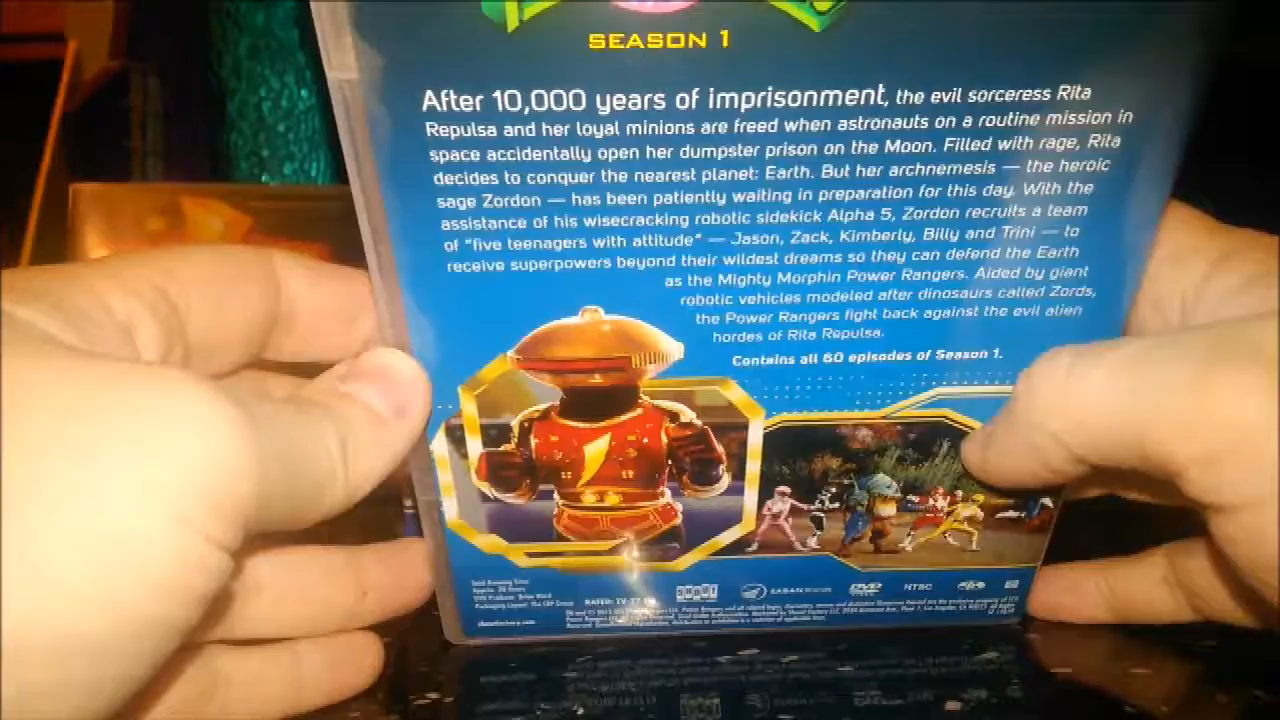 SEASON 1
After 10,000 years of imprisonment, the evil sorceress Rita
Repulsa and her loyal minions are freed when astronauts on a routine mission in
space accidentally open her dumpster prison on the Moon. Filled with rage, Rita
decides to conquer the nearest planet: Earth. But her archnemesis — the heroic
sage Zordon — has been patiently waiting in preparation for this day. With the
assistance of his wisecracking robotic sidekick Alpha 5, Zordon recruits a team
of "five teenagers with attitude" — Jason, Zack, Kimberly, Billy and Trini — to
receive superpowers beyond their wildest dreams so they can defend the Earth
as the Mighty Morphin Power Rangers. Aided by giant
robotic vehicles modeled after dinosaurs called Zords,
the Power Rangers fight back against the evil alien
hordes of Rita Repulsa.
Contains all 60 episodes of Season 1.
RATED: TV-Y7
SHOUT!
SABAN BRANDS
DVD
NTSC
shoutfactory.com